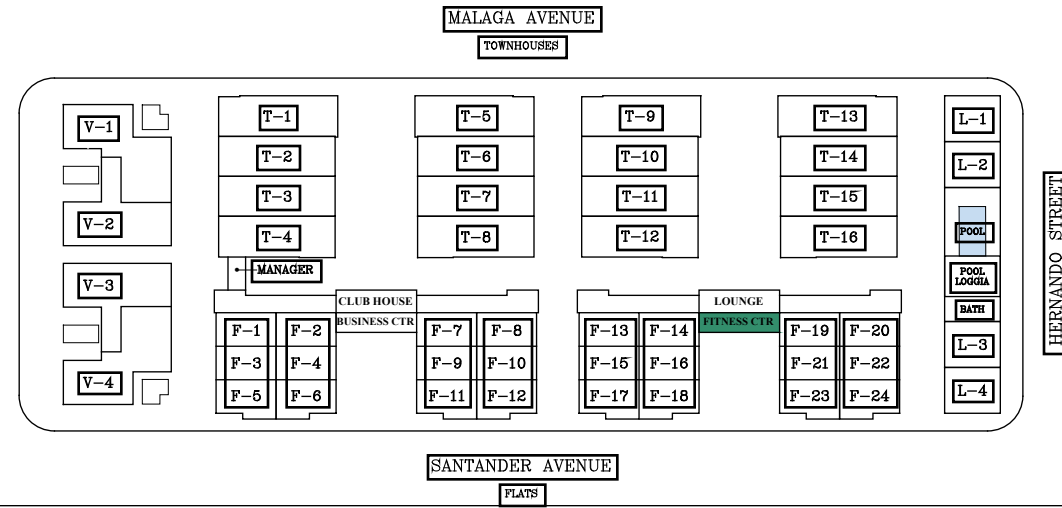 MALAGA AVENUE
TOWNHOUSES
V-1
T-1
T-5
T-9
T-13
L-1
T-2
T-6
T-10
T-14
L-2
T-3
T-7
T-11
T-15
V-2
T-4
T-8
T-12
T-16
POOL
HERNANDO STREET
MANAGER
POOL
LOGGIA
V-3
CLUB HOUSE
LOUNGE
BATH
BUSINESS CTR
FITNESS CTR
F-1
F-2
F-7
F-8
F-13
F-14
F-19
F-20
L-3
F-3
F-4
F-9
F-10
F-15
F-16
F-21
F-22
V-4
F-5
F-6
F-11
F-12
F-17
F-18
F-23
F-24
L-4
SANTANDER AVENUE
FLATS